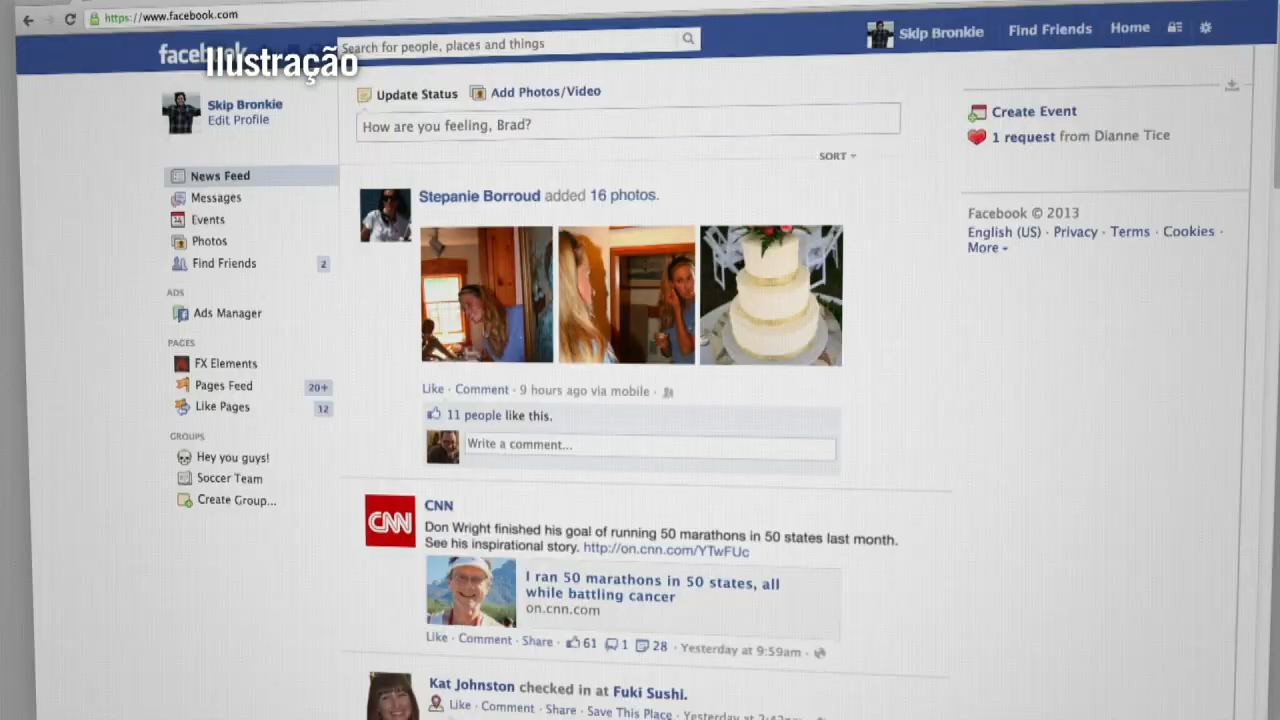 https://www.facebook.com
facebook
Ilustração
Search for people, places and things
Skip Bronkie
Find Friends
Home
Skip Bronkie
Edit Profile
News Feed
Messages
Events
Photos
Find Friends
2
ADS
Ads Manager
PAGES
FX Elements
Pages Feed
20+
Like Pages
12
GROUPS
Hey you guys!
Soccer Team
Create Group...
Update Status
Add Photos/Video
How are you feeling, Brad?
SORT
Stepanie Borroud added 16 photos.
Like · Comment · 9 hours ago via mobile ·
11 people like this.
Write a comment...
CNN
CNN
Don Wright finished his goal of running 50 marathons in 50 states last month.
See his inspirational story. http://on.cnn.com/YTwFUc
I ran 50 marathons in 50 states, all
while battling cancer
on.cnn.com
Like · Comment · Share · 61 1 28 · Yesterday at 9:59am ·
Kat Johnston checked in at Fuki Sushi.
Like · Comment · Share · Save This Place · Yesterday
Create Event
1 request from Dianne Tice
Facebook © 2013
English (US) · Privacy · Terms · Cookies ·
More